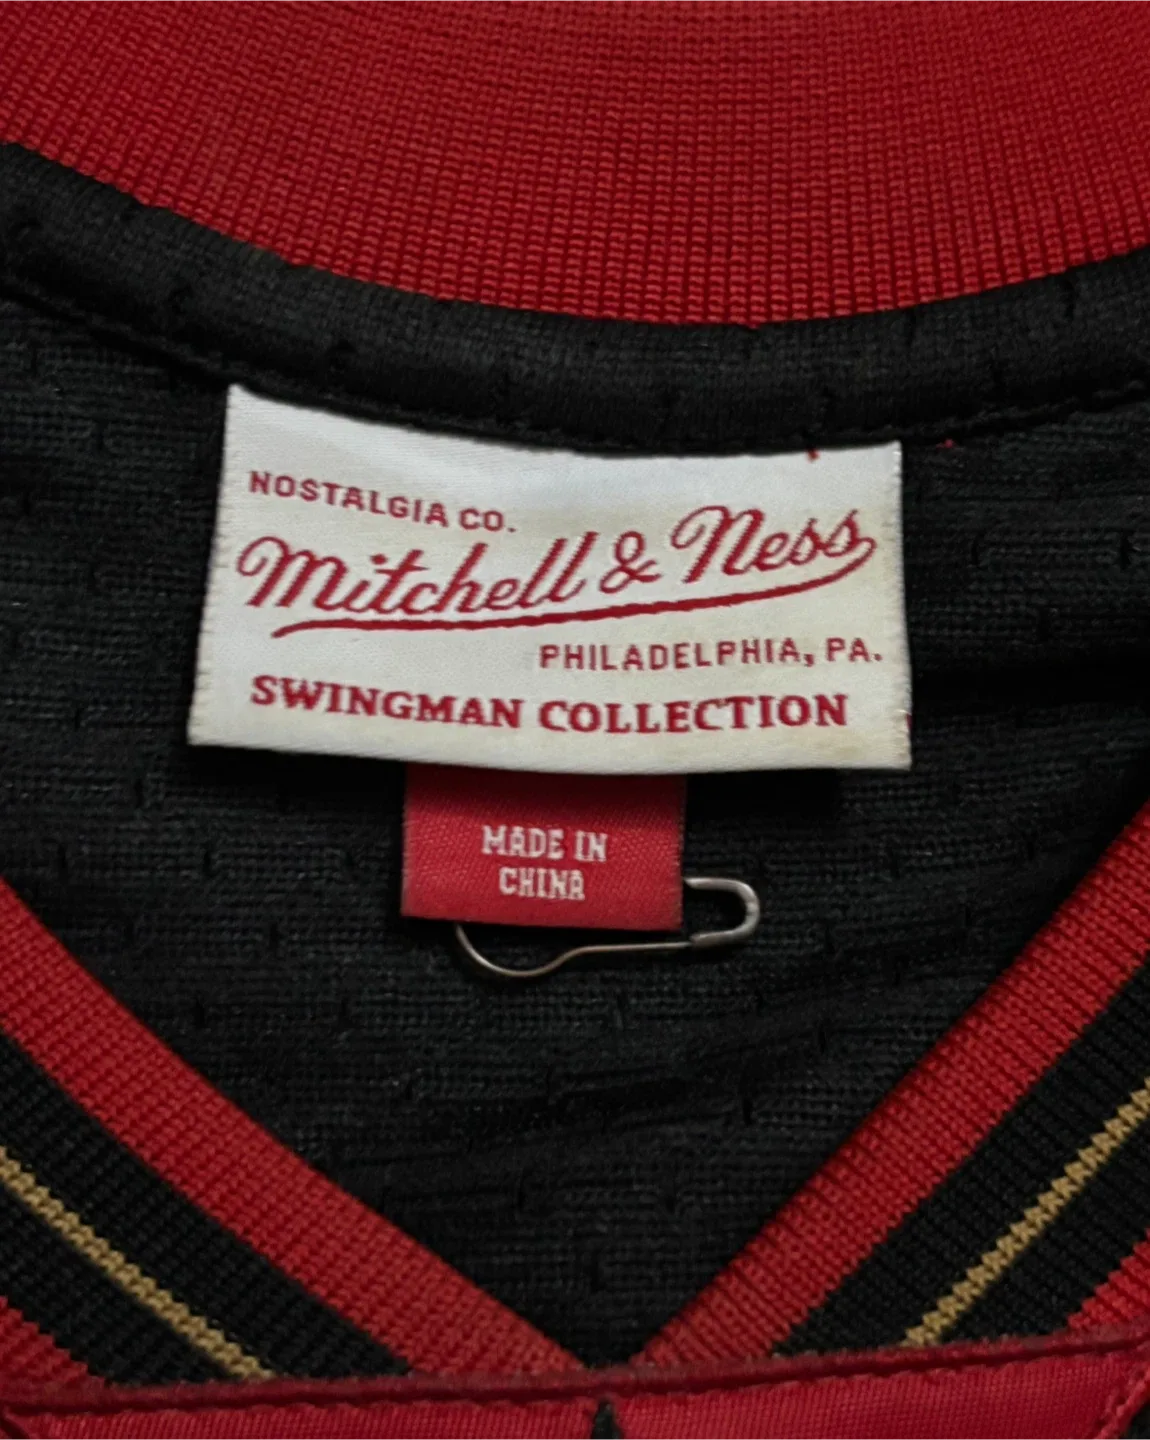 NOSTALGIA CO.
Mitchell & Ness
PHILADELPHIA, PA.
SWINGMAN COLLECTION
MADE IN
CHINA